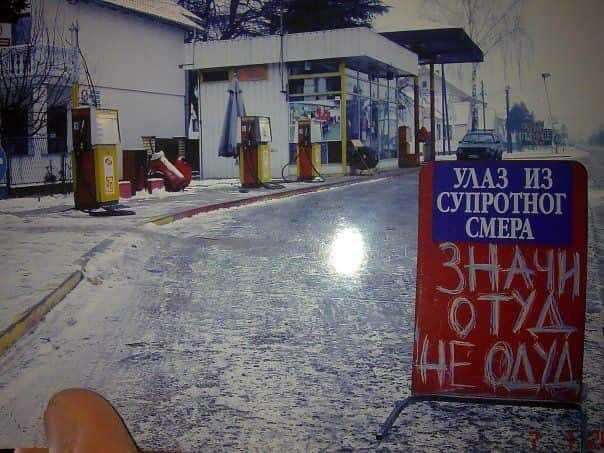 УЛАЗ ИЗ
СУПРОТНОГ
СМЕРА
ЗНАЧИ
ОТУД
НЕ ОДУД